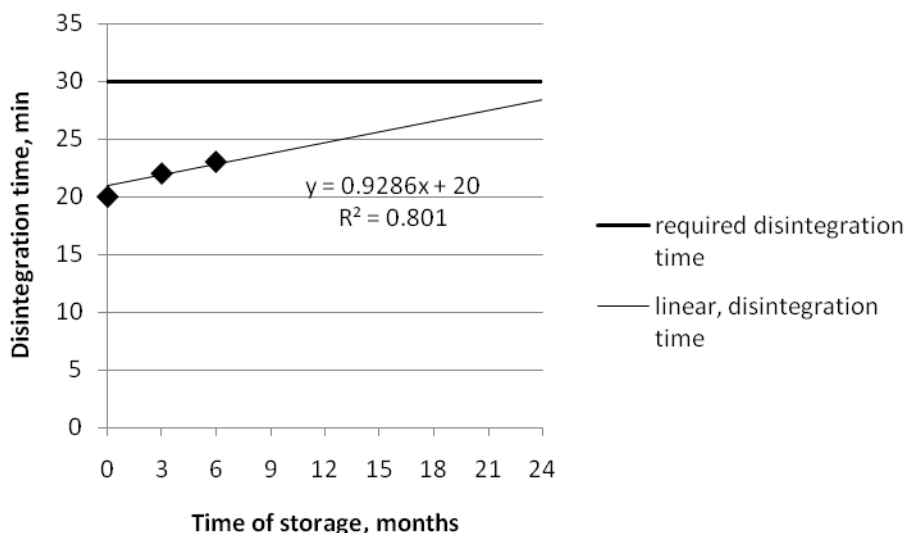 35
30
25
20
15
10
5
0
Disintegration time, min
y = 0.9286x + 20
R² = 0.801
0 3 6 9 12 15 18 21 24
Time of storage, months
required disintegration
time
linear, disintegration
time